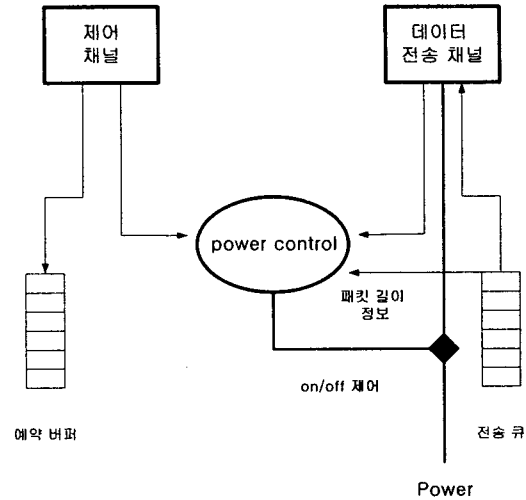 제어
채널
데이터
전송 채널
power control
패킷 길이
정보
on/off 제어
예약 버퍼
전송 큐
Power